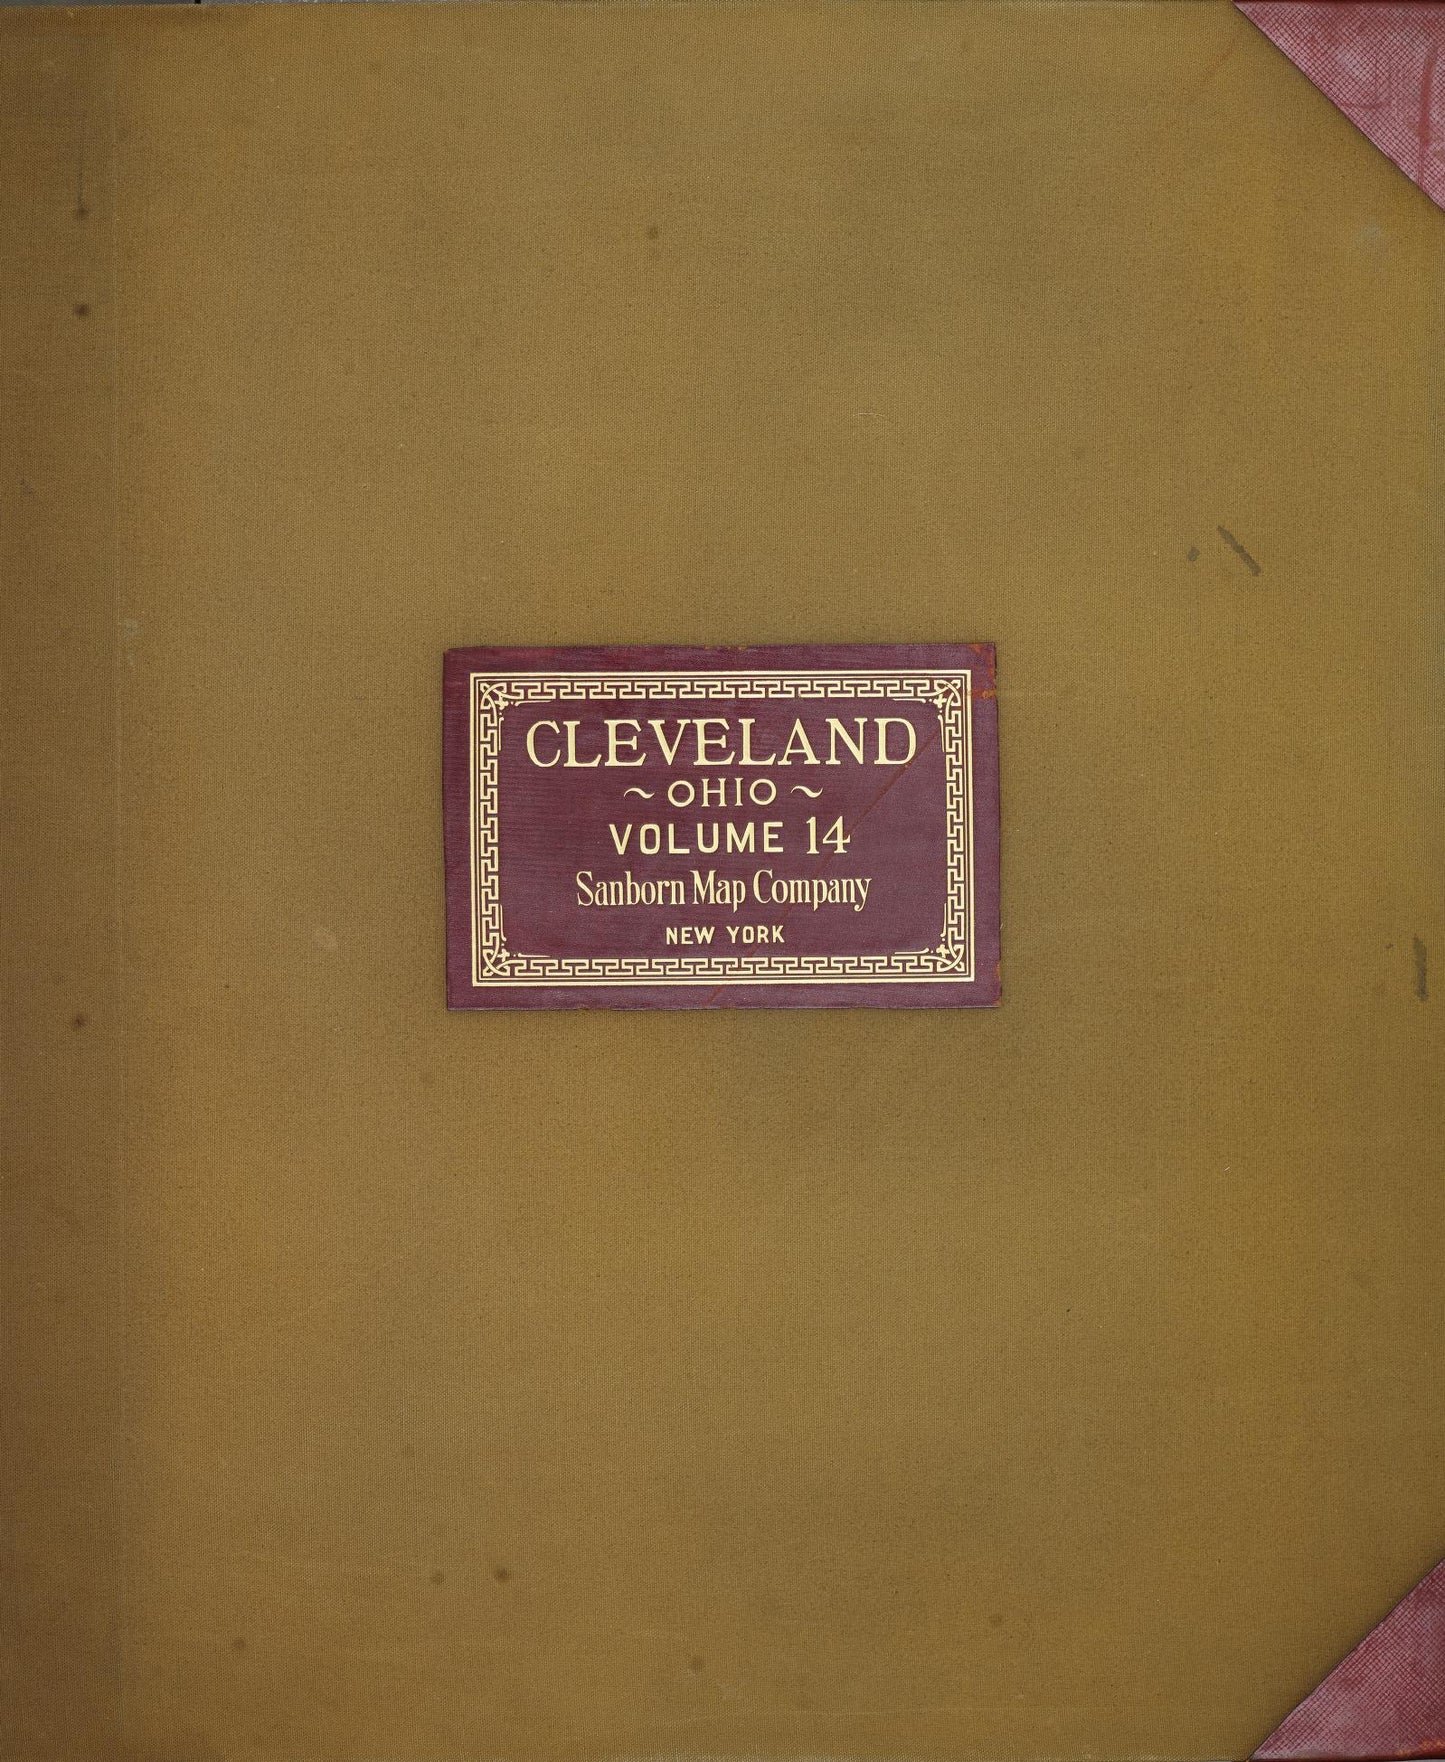 CLEVELAND
~ OHIO ~
VOLUME 14
Sanborn Map Company
NEW YORK